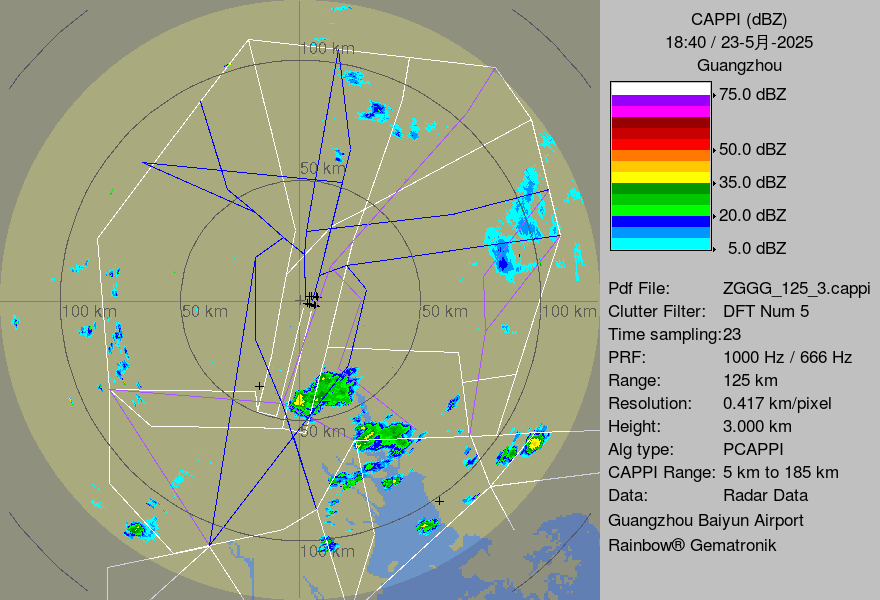 CAPPI (dBZ)
18:40 / 23-5月-2025
Guangzhou
75.0 dBZ
50.0 dBZ
35.0 dBZ
20.0 dBZ
5.0 dBZ
Pdf File: ZGGG_125_3.cappi
Clutter Filter: DFT Num 5
Time sampling:23
PRF: 1000 Hz / 666 Hz
Range: 125 km
Resolution: 0.417 km/pixel
Height: 3.000 km
Alg type: PCAPPI
CAPPI Range: 5 km to 185 km
Data: Radar Data
Guangzhou Baiyun Airport
Rainbow® Gematronik
100 km
50 km
100 km
50 km
50 km
100 km
50 km
100 km